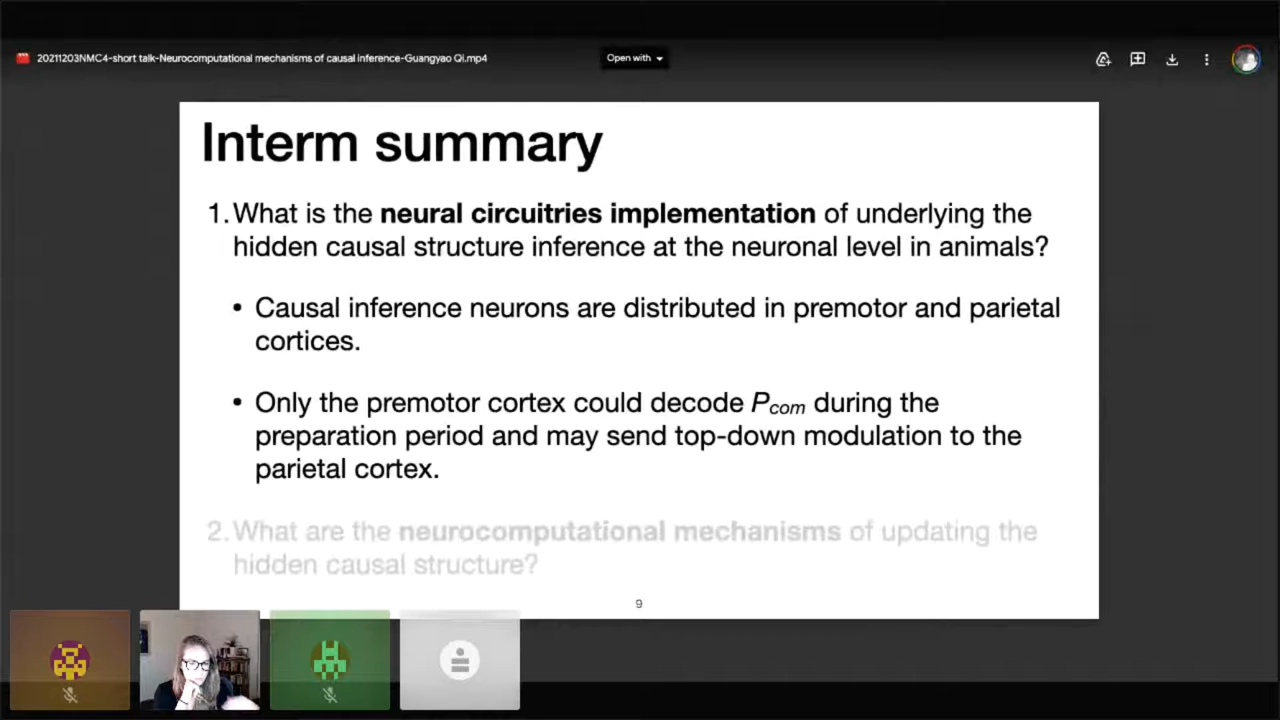 20211203NMC4-short talk-Neurocomputational mechanisms of causal inference-Guangyao Qi.mp4
Open with
Interm summary
1. What is the neural circuitries implementation of underlying the
hidden causal structure inference at the neuronal level in animals?
• Causal inference neurons are distributed in premotor and parietal
cortices.
• Only the premotor cortex could decode Pcom during the
preparation period and may send top-down modulation to the
parietal cortex.
2. What are the neurocomputational mechanisms of updating the
hidden causal structure?
9